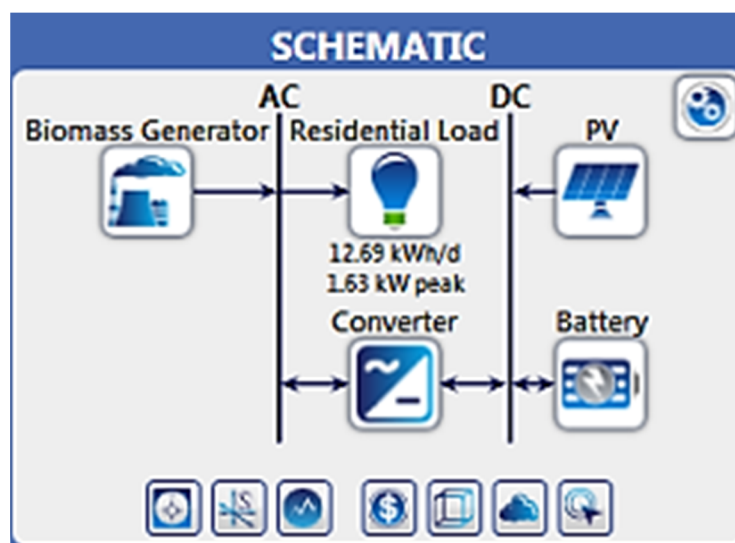 SCHEMATIC
AC DC
Biomass Generator Residential Load PV
12.69 kWh/d
1.63 kW peak
Converter Battery